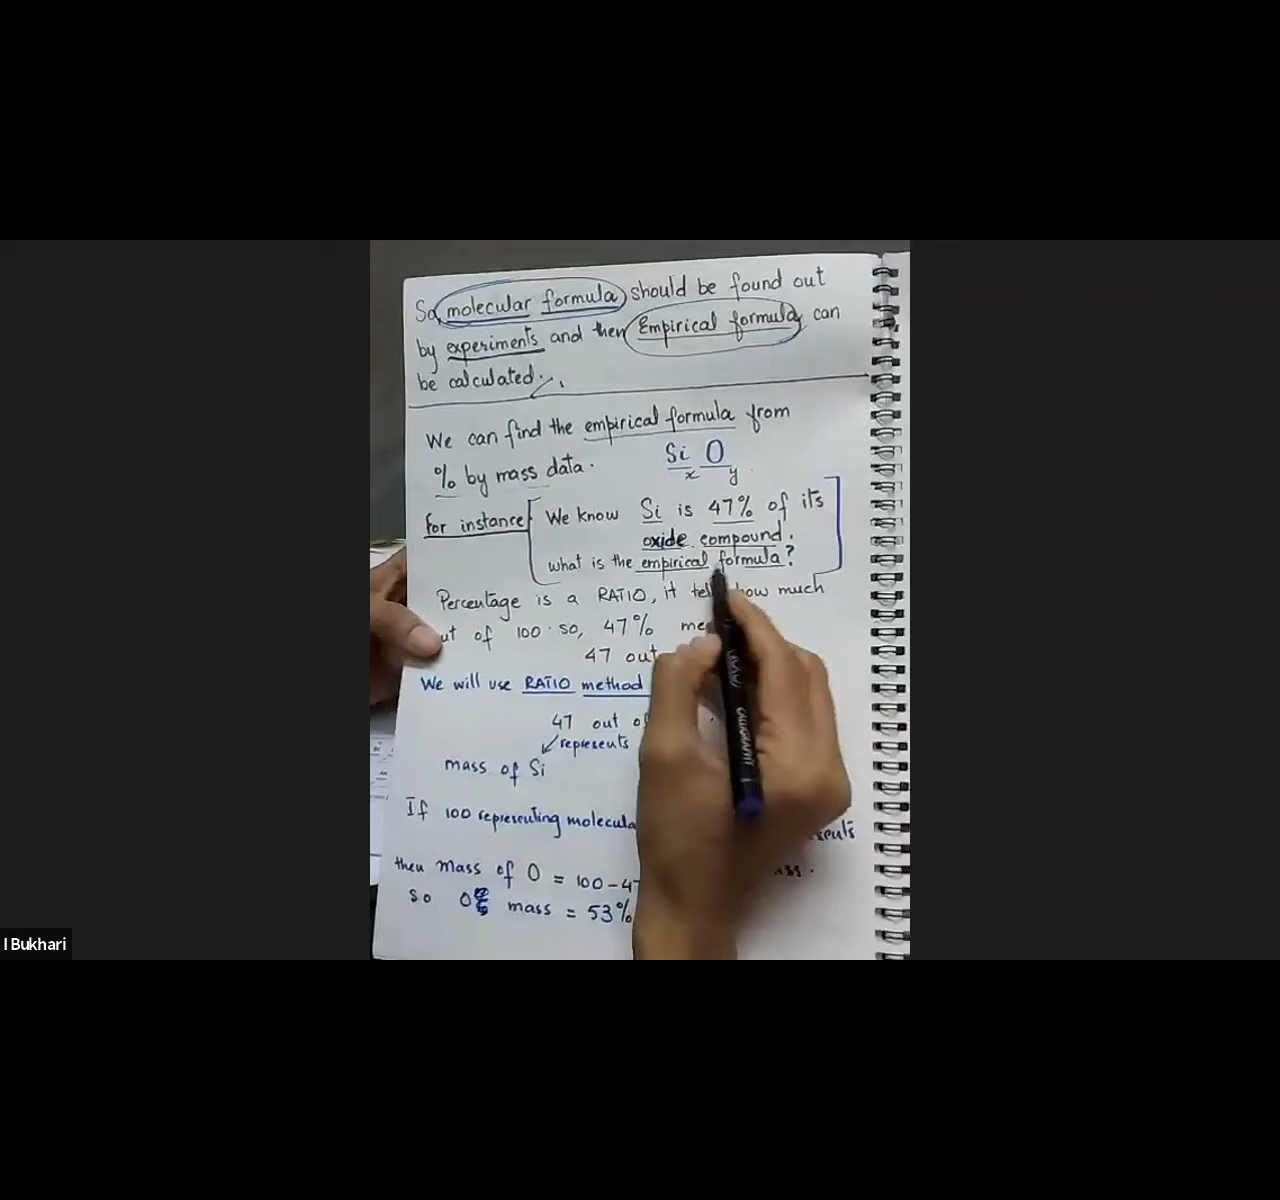 So, molecular formula should be found out
by experiments and then Empirical formula can
be calculated.
We can find the empirical formula from
% by mass data.
Si O
x y
for instance
We know Si is 47% of its
oxide compound.
what is the empirical formula?
Percentage is a RATIO, it how much
of 100. so, 47%
47 out
We will use RATIO method
47 out of
represents
mass of Si
If 100 representing
then mass of O = 100-47
so O mass = 53%
CALLIGRAPHY
I Bukhari